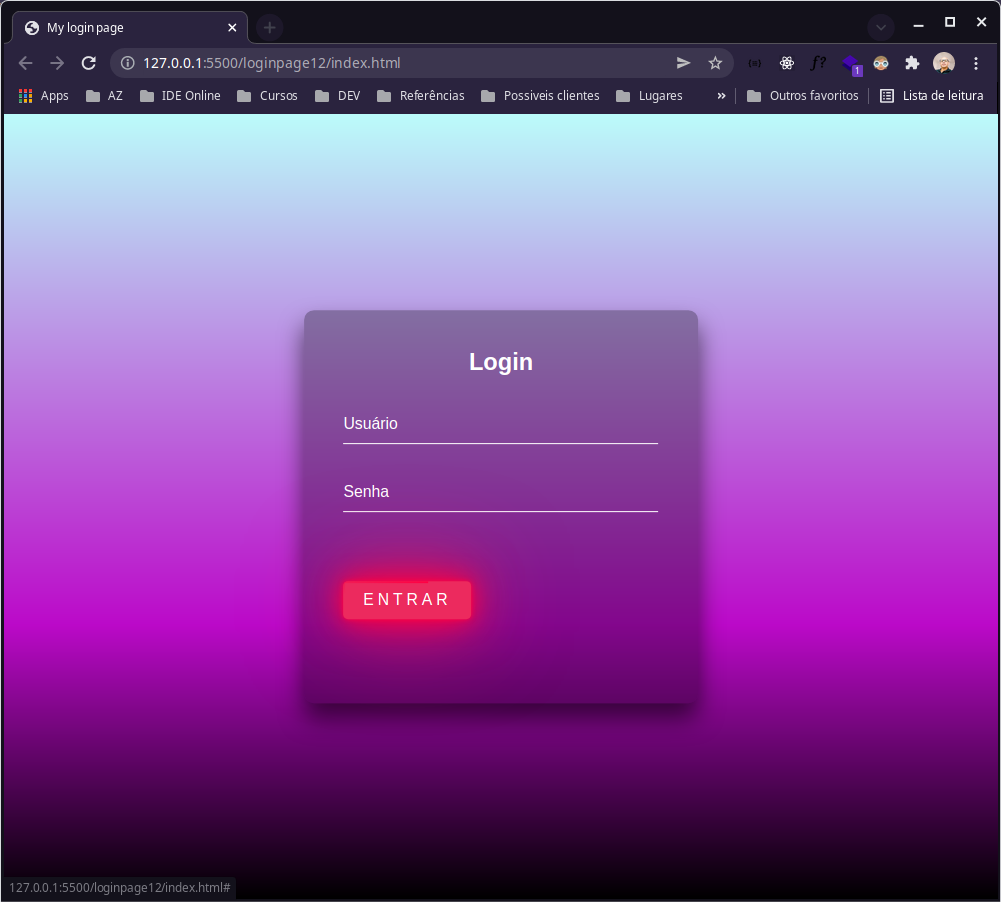 My login page
127.0.0.1:5500/loginpage12/index.html
{o} f? 1
Apps AZ IDE Online Cursos DEV Referências Possiveis clientes Lugares » Outros favoritos Lista de leitura
Login
Usuário
Senha
ENTRAR
127.0.0.1:5500/loginpage12/index.html#